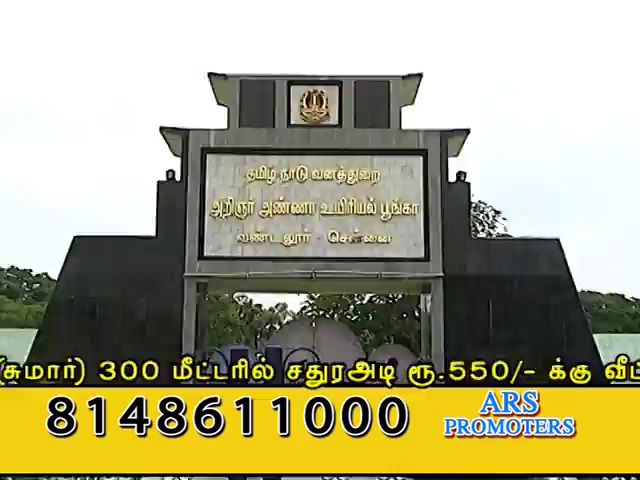 தமிழ் நாடு வனத்துறை
அறிஞர் அண்ணா உயிரியல் பூங்கா
வண்டலூர் - சென்னை
(சுமார்) 300 மீட்டரில் சதுரஅடி ரூ.550/- க்கு வீட்
8148611000
ARS
PROMOTERS